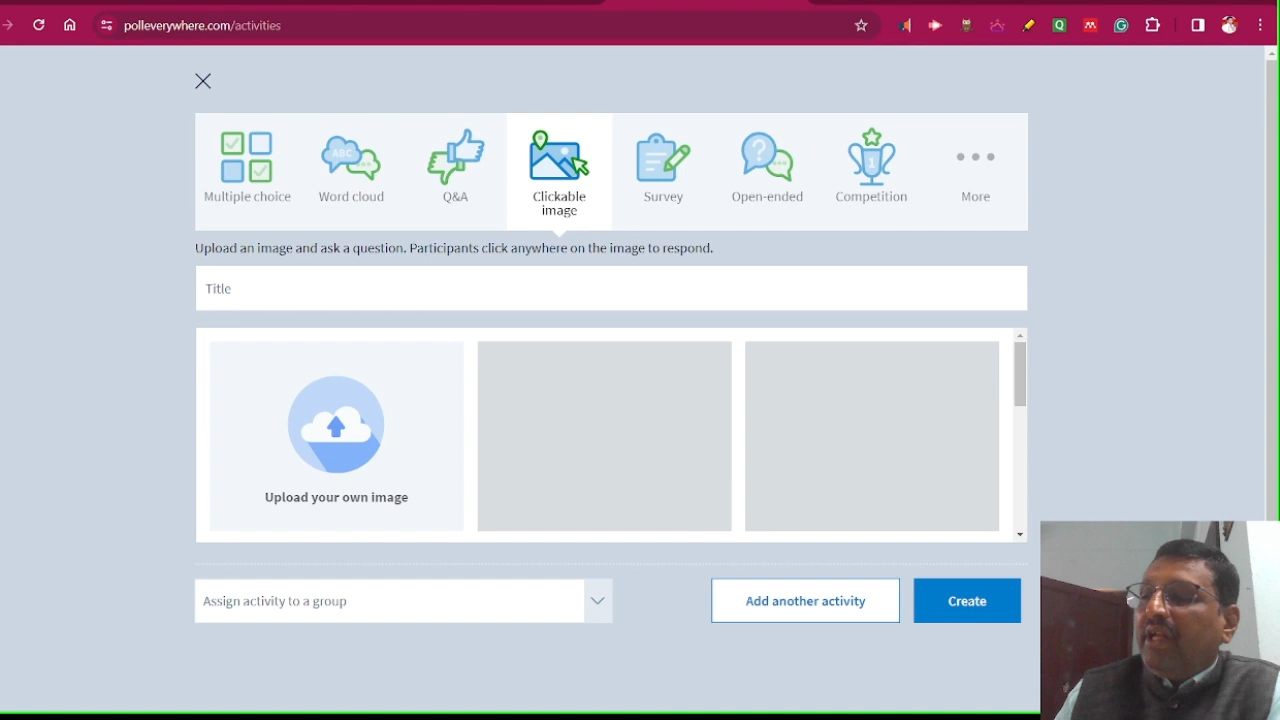 polleverywhere.com/activities
Multiple choice
ABC
Word cloud
Q&A
Clickable
image
Survey
?
Open-ended
1
Competition
More
Upload an image and ask a question. Participants click anywhere on the image to respond.
Title
Upload your own image
Assign activity to a group
Add another activity
Create